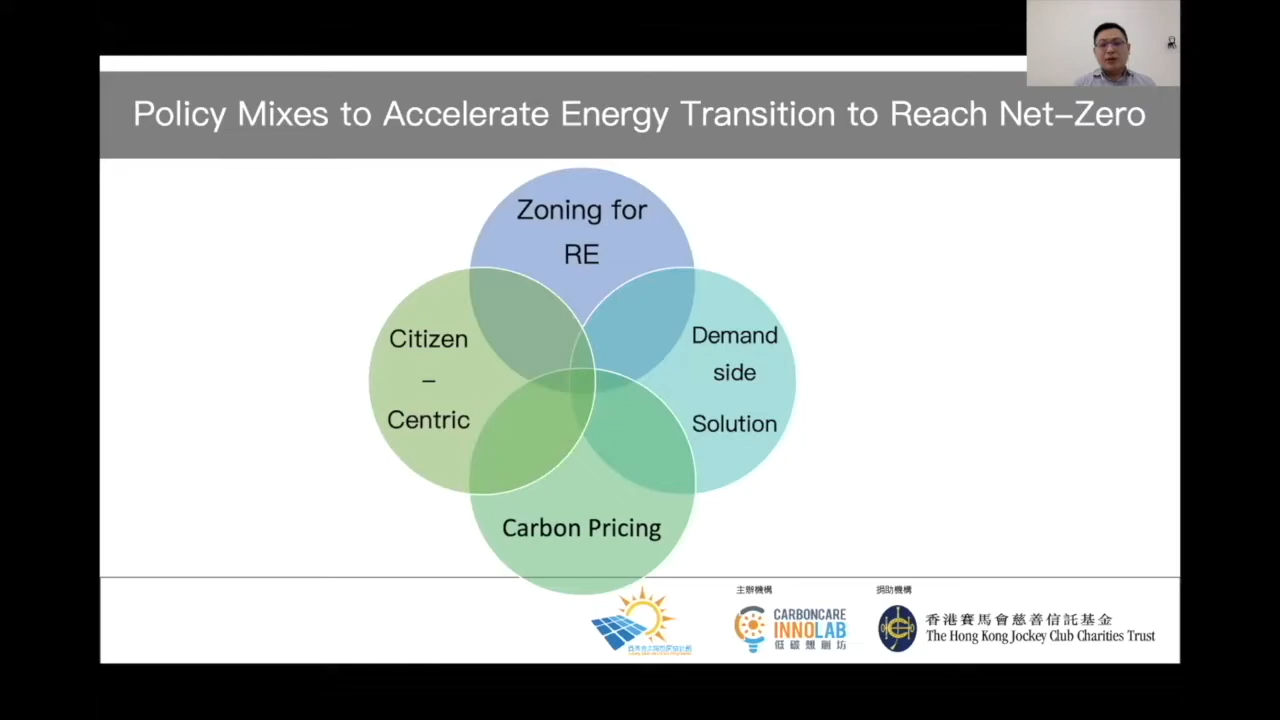 Policy Mixes to Accelerate Energy Transition to Reach Net-Zero
Zoning for
RE
Citizen
–
Centric
Demand
side
Solution
Carbon Pricing
主辦機構
CARBONCARE
INNOLAB
低碳想創坊
捐助機構
香港賽馬會慈善信託基金
The Hong Kong Jockey Club Charities Trust